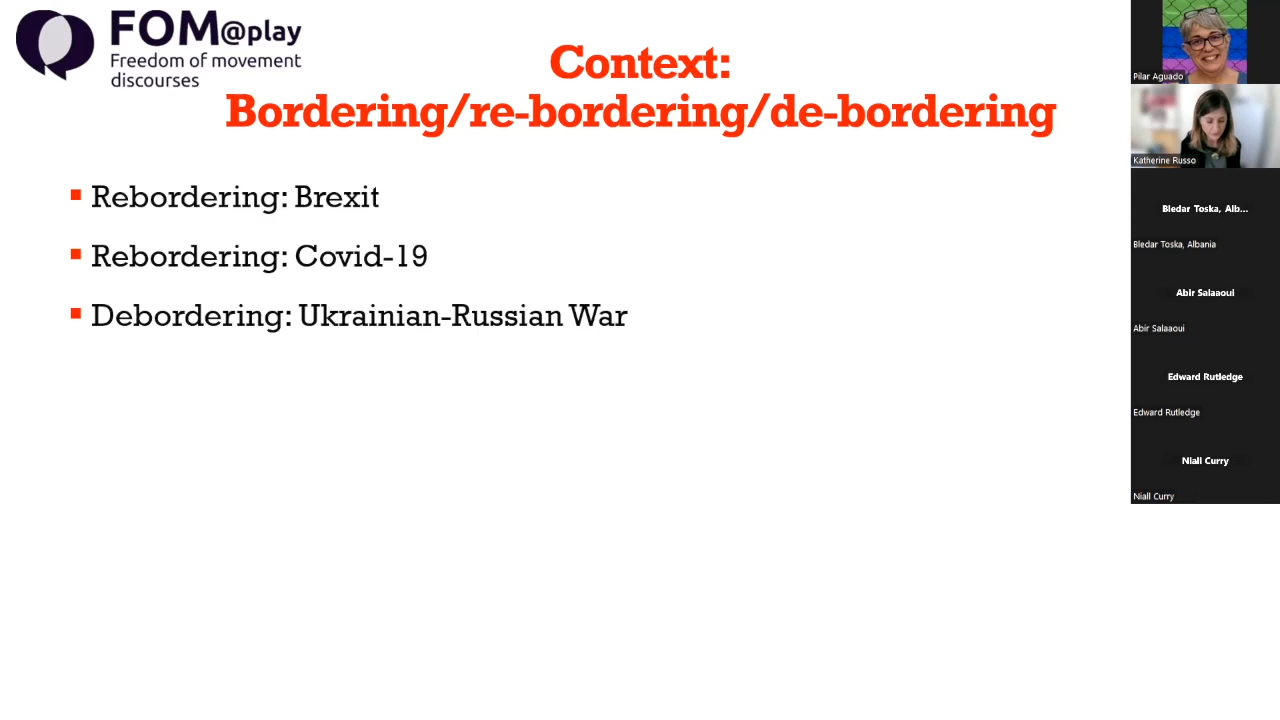 FOM@play
Freedom of movement
discourses
Context:
Bordering/re-bordering/de-bordering
Rebordering: Brexit
Rebordering: Covid-19
Debordering: Ukrainian-Russian War
Pilar Aguado
Katherine Russo
Bledar Toska, Alb...
Bledar Toska, Albania
Abir Salaaoui
Abir Salaaoui
Edward Rutledge
Edward Rutledge
Niall Curry
Niall Curry